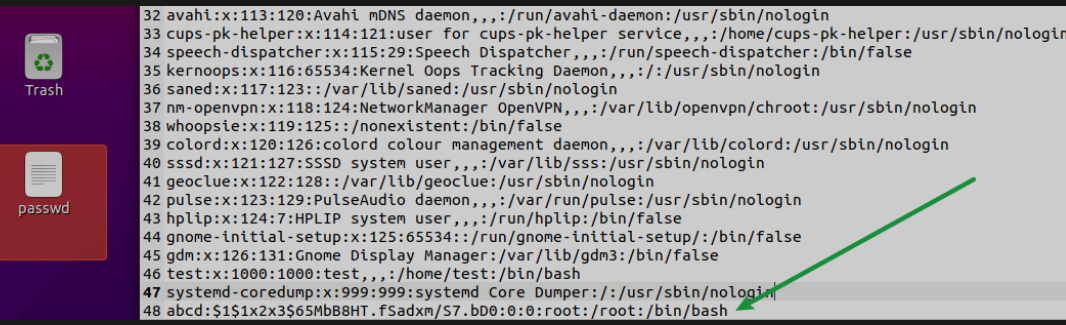 Trash
passwd
32 avahi:x:113:120:Avahi mDNS daemon,,,:/run/avahi-daemon:/usr/sbin/nologin
33 cups-pk-helper:x:114:121:user for cups-pk-helper service,,,:/home/cups-pk-helper:/usr/sbin/nologin
34 speech-dispatcher:x:115:29:Speech Dispatcher,,,:/run/speech-dispatcher:/bin/false
35 kernoops:x:116:65534:Kernel Oops Tracking Daemon,,,:/:/usr/sbin/nologin
36 saned:x:117:123::/var/lib/saned:/usr/sbin/nologin
37 nm-openvpn:x:118:124:NetworkManager OpenVPN,,,:/var/lib/openvpn/chroot:/usr/sbin/nologin
38 whoopsie:x:119:125::/nonexistent:/bin/false
39 colord:x:120:126:colord colour management daemon,,,:/var/lib/colord:/usr/sbin/nologin
40 sssd:x:121:127:SSSD system user,,,:/var/lib/sss:/usr/sbin/nologin
41 geoclue:x:122:128::/var/lib/geoclue:/usr/sbin/nologin
42 pulse:x:123:129:PulseAudio daemon,,,:/var/run/pulse:/usr/sbin/nologin
43 hplip:x:124:7:HPLIP system user,,,:/run/hplip:/bin/false
44 gnome-initial-setup:x:125:65534::/run/gnome-initial-setup/:/bin/false
45 gdm:x:126:131:Gnome Display Manager:/var/lib/gdm3:/bin/false
46 test:x:1000:1000:test,,,:/home/test:/bin/bash
47 systemd-coredump:x:999:999:systemd Core Dumper:/:/usr/sbin/nologin
48 abcd:$1$1x2x3$65MbB8HT.fSadxm/S7.bD0:0:0:root:/root:/bin/bash